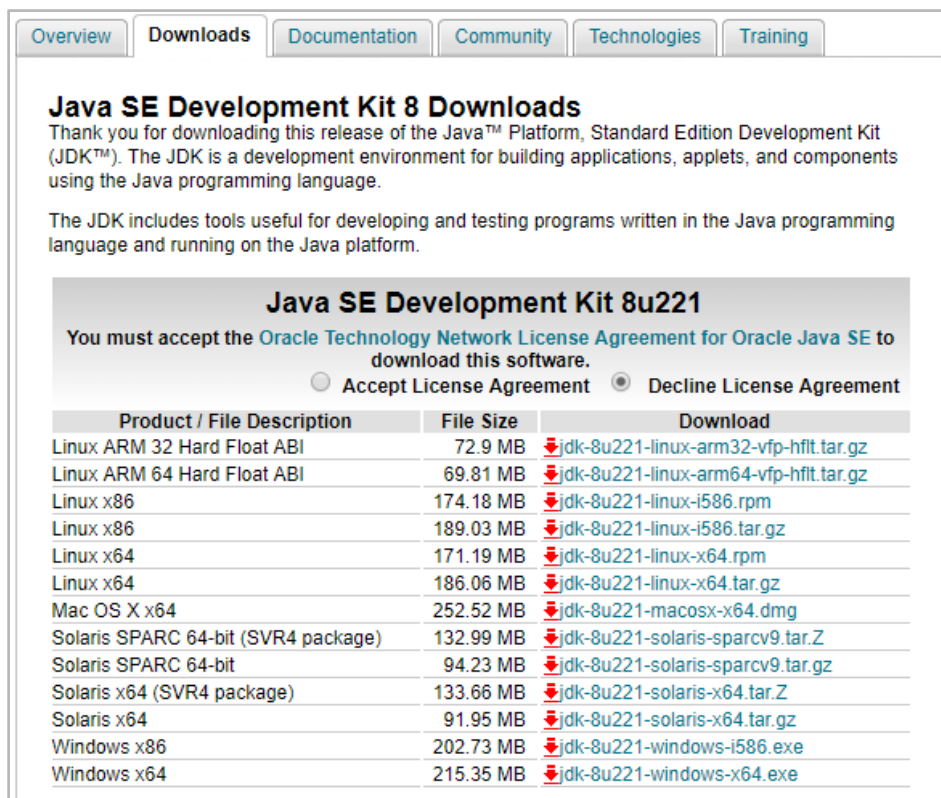 Overview Downloads Documentation Community Technologies Training
Java SE Development Kit 8 Downloads
Thank you for downloading this release of the Java™ Platform, Standard Edition Development Kit
(JDK™). The JDK is a development environment for building applications, applets, and components
using the Java programming language.
The JDK includes tools useful for developing and testing programs written in the Java programming
language and running on the Java platform.
Java SE Development Kit 8u221
You must accept the Oracle Technology Network License Agreement for Oracle Java SE to
download this software.
Accept License Agreement Decline License Agreement
Product / File Description File Size Download
Linux ARM 32 Hard Float ABI 72.9 MB jdk-8u221-linux-arm32-vfp-hflt.tar.gz
Linux ARM 64 Hard Float ABI 69.81 MB jdk-8u221-linux-arm64-vfp-hflt.tar.gz
Linux x86 174.18 MB jdk-8u221-linux-i586.rpm
Linux x86 189.03 MB jdk-8u221-linux-i586.tar.gz
Linux x64 171.19 MB jdk-8u221-linux-x64.rpm
Linux x64 186.06 MB jdk-8u221-linux-x64.tar.gz
Mac OS X x64 252.52 MB jdk-8u221-macosx-x64.dmg
Solaris SPARC 64-bit (SVR4 package) 132.99 MB jdk-8u221-solaris-sparcv9.tar.Z
Solaris SPARC 64-bit 94.23 MB jdk-8u221-solaris-sparcv9.tar.gz
Solaris x64 (SVR4 package) 133.66 MB jdk-8u221-solaris-x64.tar.Z
Solaris x64 91.95 MB jdk-8u221-solaris-x64.tar.gz
Windows x86 202.73 MB jdk-8u221-windows-i586.exe
Windows x64 215.35 MB jdk-8u221-windows-x64.exe